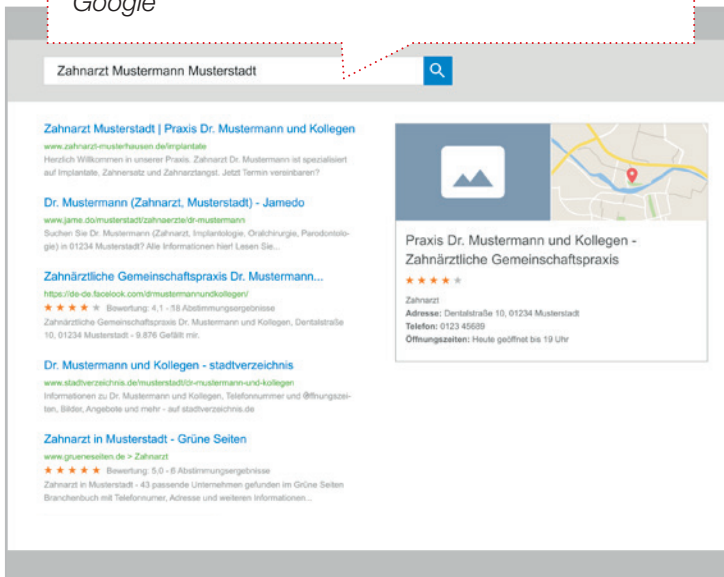 Google
Zahnarzt Mustermann Musterstadt
Zahnarzt Musterstadt | Praxis Dr. Mustermann und Kollegen
www.zahnarzt-musterhausen.de/implantate
Herzlich Willkommen in unserer Praxis. Zahnarzt Dr. Mustermann ist spezialisiert
auf Implantate, Zahnersatz und Zahnarztangst. Jetzt Termin vereinbaren?
Dr. Mustermann (Zahnarzt, Musterstadt) - Jamedo
www.jame.do/musterstadt/zahnaerzte/dr-mustermann
Suchen Sie Dr. Mustermann (Zahnarzt, Implantologie, Oralchirurgie, Parodontolo-
gie) in 01234 Musterstadt? Alle Informationen hier! Lesen Sie...
Zahnärztliche Gemeinschaftspraxis Dr. Mustermann...
https://de-de.facelook.com/drmustermannundkollegen/
Bewertung: 4,1 - 18 Abstimmungsergebnisse
Zahnärztliche Gemeinschaftspraxis Dr. Mustermann und Kollegen, Dentalstraße
10, 01234 Musterstadt - 9.876 Gefällt mir.
Dr. Mustermann und Kollegen - stadtverzeichnis
www.stadtverzeichnis.de/musterstadt/dr-mustermann-und-kollegen
Informationen zu Dr. Mustermann und Kollegen, Telefonnummer und Öffnungszei-
ten, Bilder, Angebote und mehr - auf stadtverzeichnis.de
Zahnarzt in Musterstadt - Grüne Seiten
www.grueneseiten.de > Zahnarzt
Bewertung: 5,0 - 6 Abstimmungsergebnisse
Zahnarzt in Musterstadt - 43 passende Unternehmen gefunden im Grüne Seiten
Branchenbuch mit Telefonnumer, Adresse und weiteren Informationen...
Praxis Dr. Mustermann und Kollegen -
Zahnärztliche Gemeinschaftspraxis
Zahnarzt
Adresse: Dentalstraße 10, 01234 Musterstadt
Telefon: 0123 45689
Öffnungszeiten: Heute geöffnet bis 19 Uhr